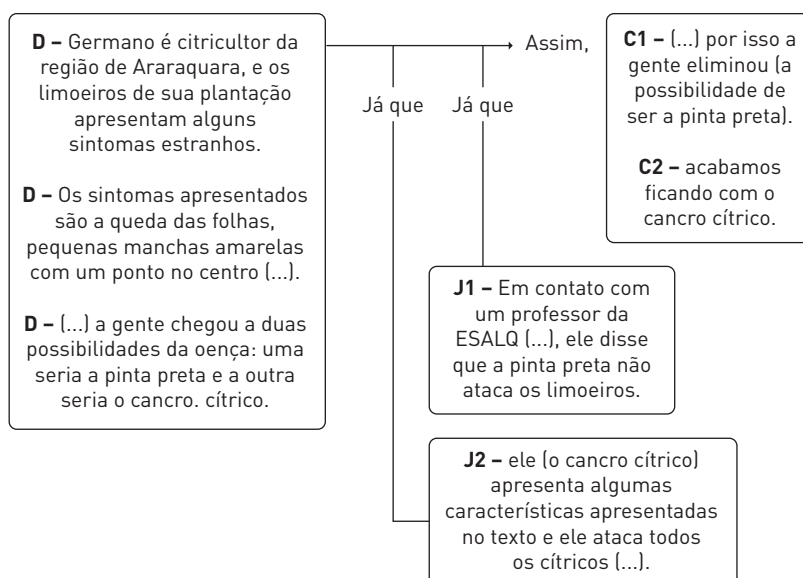 D – Germano é citricultor da
região de Araraquara, e os
limoeiros de sua plantação
apresentam alguns
sintomas estranhos.
D – Os sintomas apresentados
são a queda das folhas,
pequenas manchas amarelas
com um ponto no centro (...).
D – (...) a gente chegou a duas
possibilidades da oença: uma
seria a pinta preta e a outra
seria o cancro. cítrico.
Já que
Já que
Assim,
C1 – (...) por isso a
gente eliminou (a
possibilidade de
ser a pinta preta).
C2 – acabamos
ficando com o
cancro cítrico.
J1 – Em contato com
um professor da
ESALQ (...), ele disse
que a pinta preta não
ataca os limoeiros.
J2 – ele (o cancro cítrico)
apresenta algumas
características apresentadas
no texto e ele ataca todos
os cítricos (...).